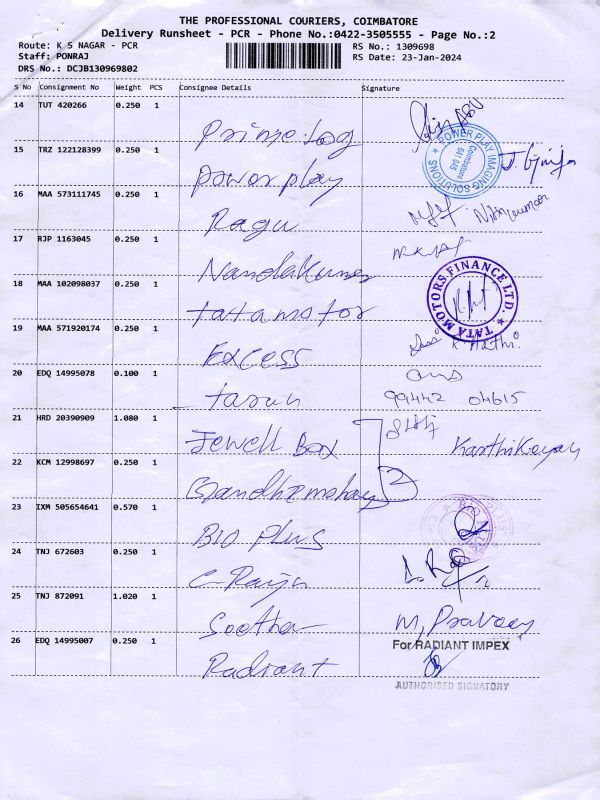 THE PROFESSIONAL COURIERS, COIMBATORE
Delivery Runsheet - PCR - Phone No.:0422-3505555 - Page No.:2
Route: K S NAGAR - PCR
RS No.: 1309698
Staff: PONRAJ
RS Date: 23-Jan-2024
DRS No.: DCJB130969802
S No Consignment No Weight PCS Consignee Details Signature
14 TUT 420266 0.250 1 Prime Log
15 TRZ 122128399 0.250 1 Power play
POWER PLAY IMAGING SOLUTIONS
Coimbatore
641 045
16 MAA 573111745 0.250 1 Ragu
17 RJP 1163045 0.250 1 Nandakumar
18 MAA 102098037 0.250 1 tata motor
TATA MOTORS FINANCE LTD.
19 MAA 571920174 0.250 1 Excess
20 EDQ 14995078 0.100 1 tarun
99442 04615
21 HRD 20390909 1.080 1 Jewell Box
Karthikeyan
22 KCM 12998697 0.250 1
23 IXM 505654641 0.570 1 Bio Plus
24 TNJ 672603 0.250 1
25 TNJ 872091 1.020 1
26 EDQ 14995007 0.250 1 Radiant
For RADIANT IMPEX
AUTHORISED SIGNATORY